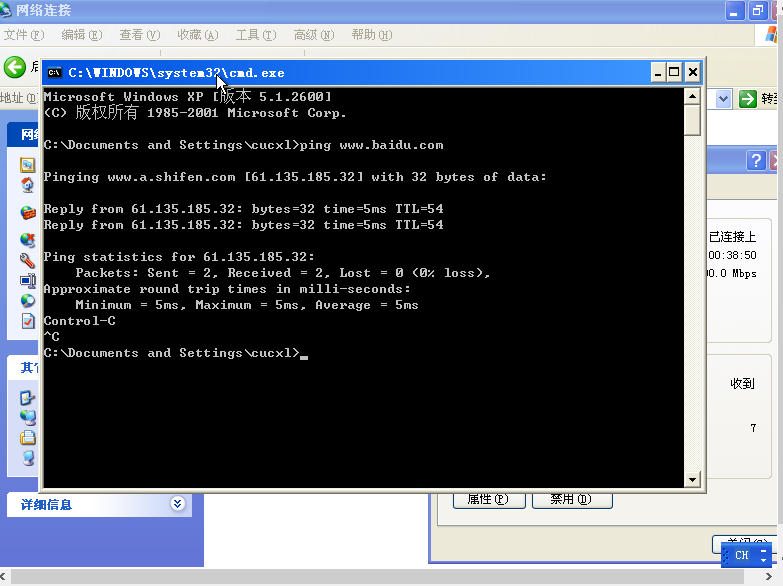 网络连接
文件(F) 编辑(E) 查看(V) 收藏(A) 工具(T) 高级(N) 帮助(H)
地址(D)
转到
C:\WINDOWS\system32\cmd.exe
Microsoft Windows XP [版本 5.1.2600]
(C) 版权所有 1985-2001 Microsoft Corp.
C:\Documents and Settings\cucxl>ping www.baidu.com
Pinging www.a.shifen.com [61.135.185.32] with 32 bytes of data:
Reply from 61.135.185.32: bytes=32 time=5ms TTL=54
Reply from 61.135.185.32: bytes=32 time=5ms TTL=54
Ping statistics for 61.135.185.32:
Packets: Sent = 2, Received = 2, Lost = 0 (0% loss),
Approximate round trip times in milli-seconds:
Minimum = 5ms, Maximum = 5ms, Average = 5ms
Control-C
^C
C:\Documents and Settings\cucxl>
网
其
详细信息
已连接上
00:38:50
0.0 Mbps
收到
7
属性(P) 禁用(D)
CH